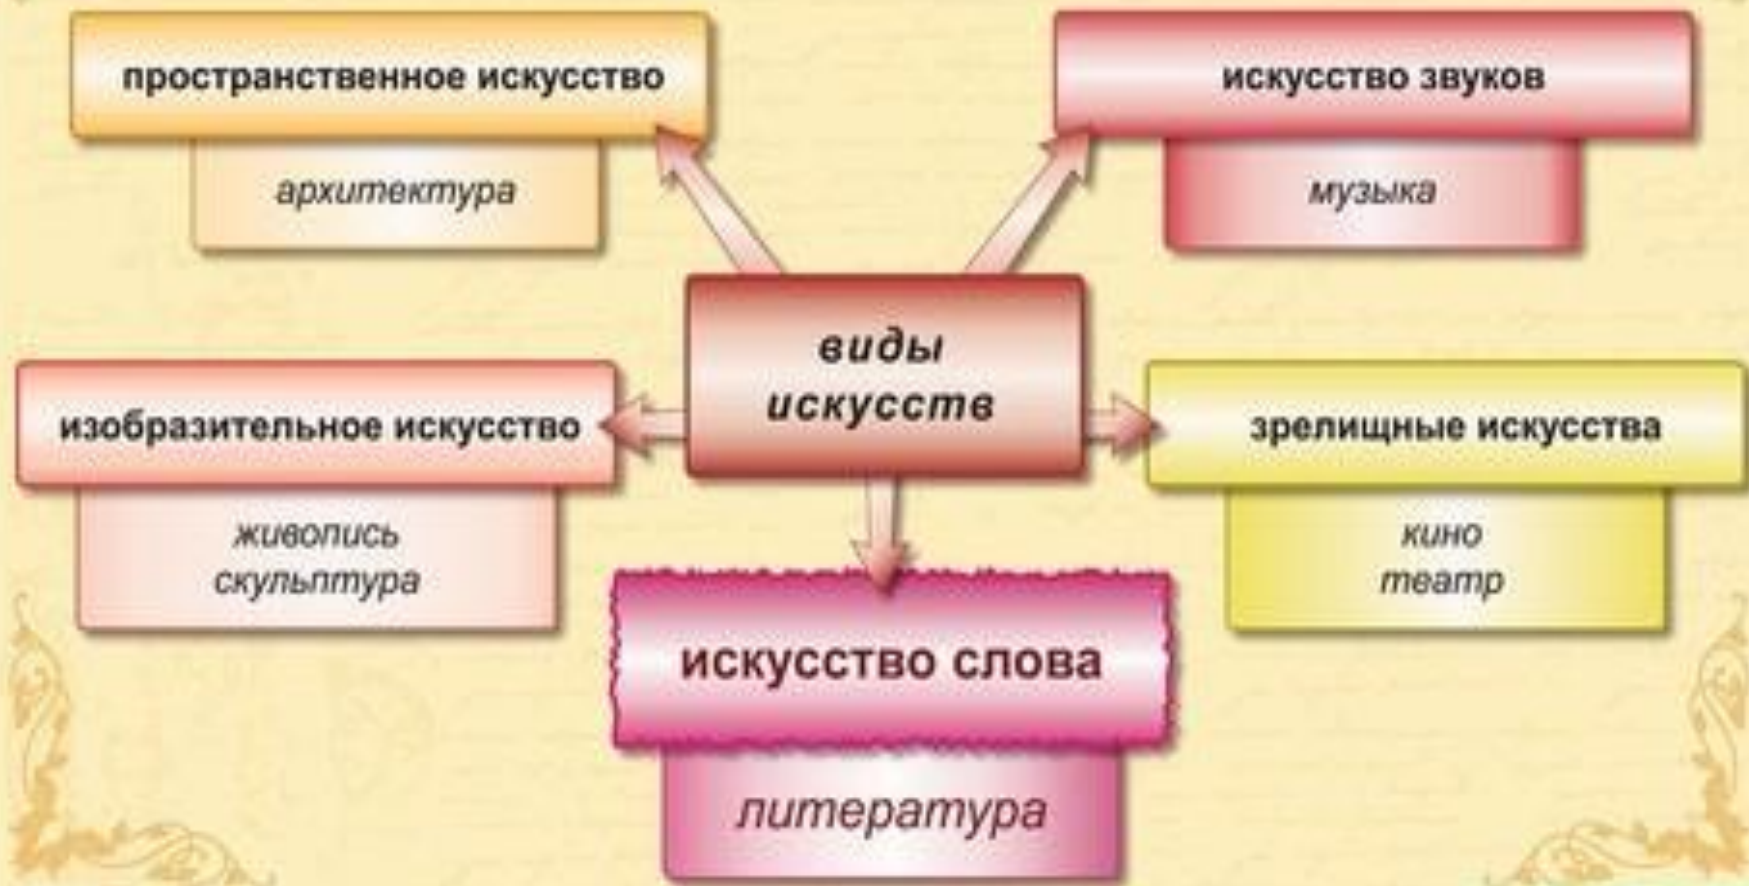 пространственное искусство
архитектура
искусство звуков
музыка
виды
искусств
изобразительное искусство
живопись
скульптура
зрелищные искусства
кино
театр
искусство слова
литература